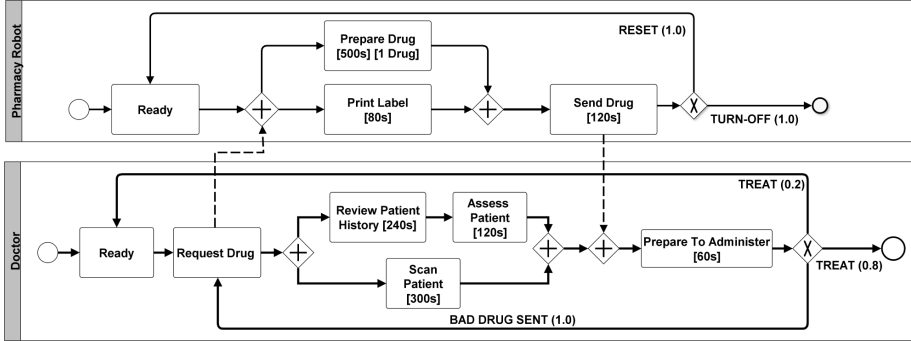 Pharmacy Robot
RESET (1.0)
Prepare Drug
[500s] [1 Drug]
Ready
Print Label
[80s]
Send Drug
[120s]
X
TURN-OFF (1.0)
Doctor
TREAT (0.2)
Review Patient
History [240s]
Assess
Patient
[120s]
Ready
Request Drug
Prepare To Administer
[60s]
X
TREAT (0.8)
Scan
Patient
[300s]
BAD DRUG SENT (1.0)